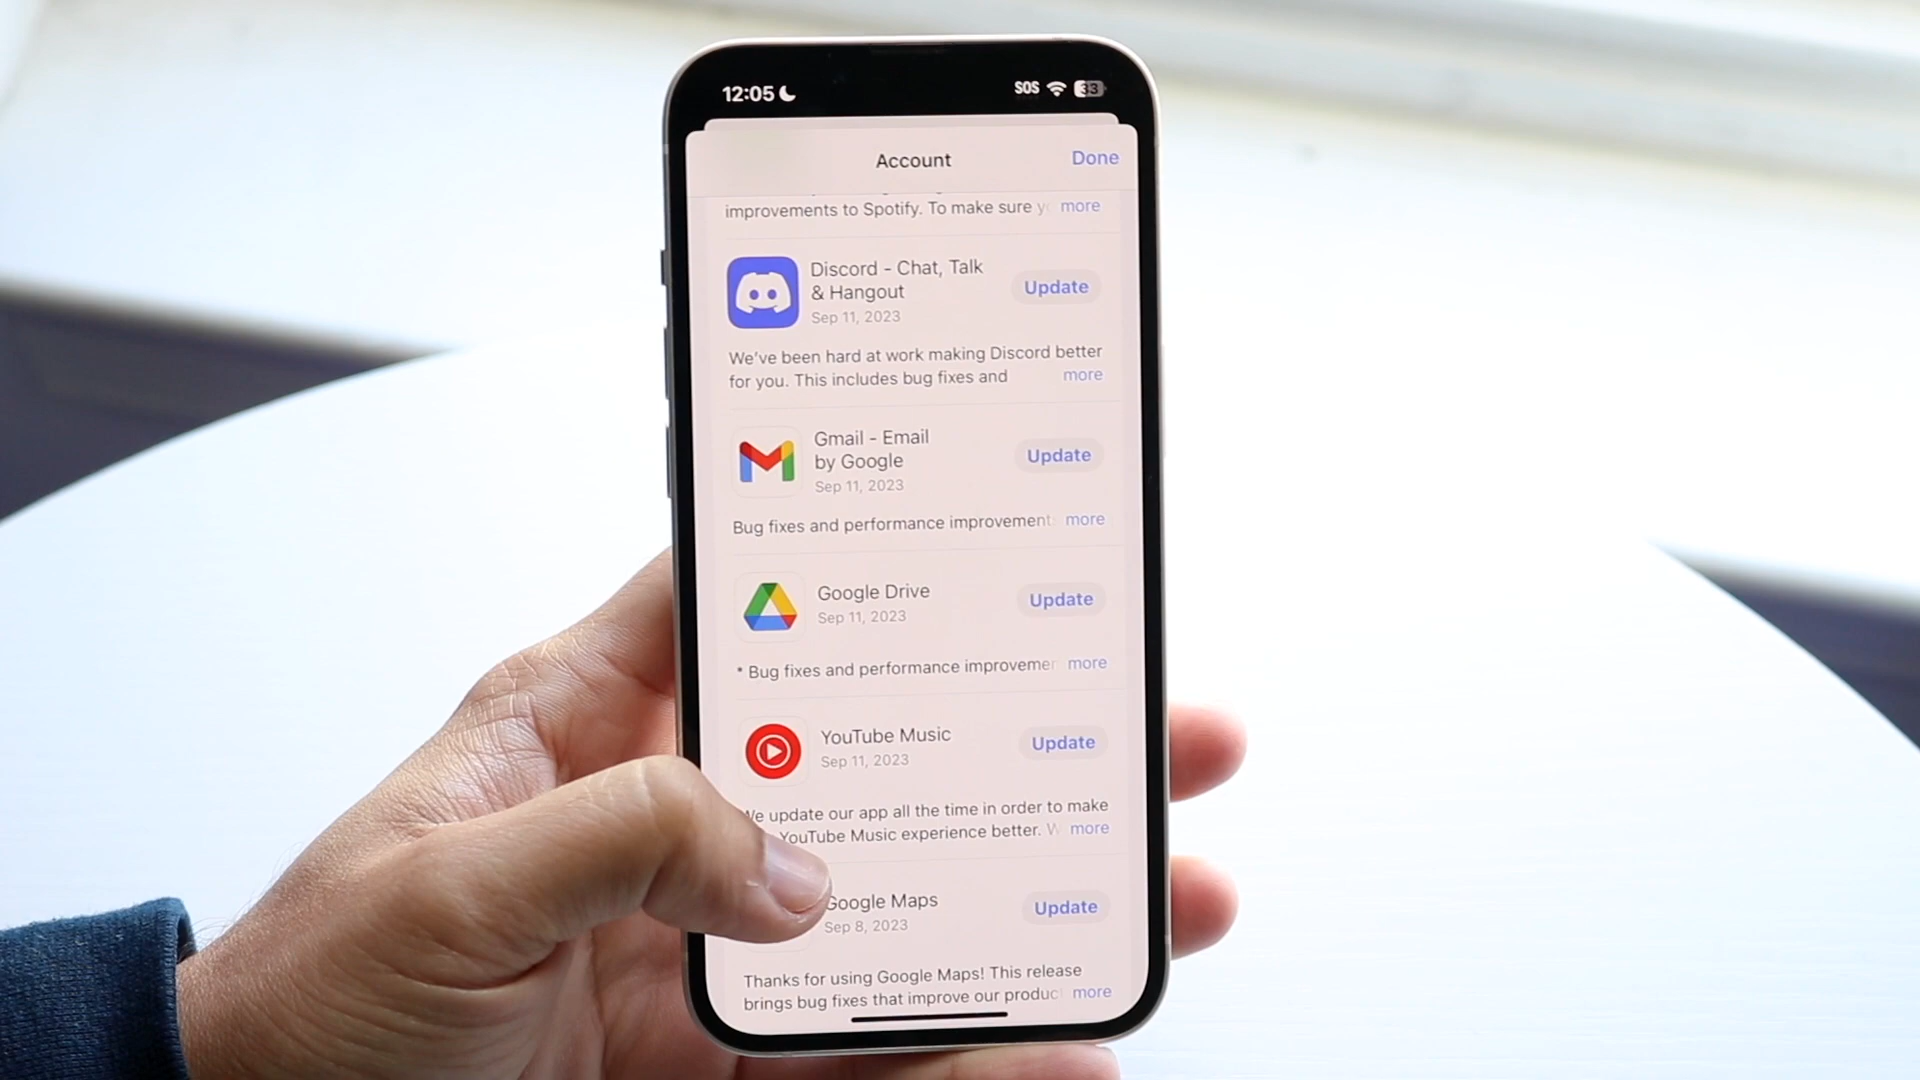 12:05
SOS
33
Account
Done
improvements to Spotify. To make sure more
Discord - Chat, Talk
& Hangout
Sep 11, 2023
Update
We've been hard at work making Discord better
for you. This includes bug fixes and more
Gmail - Email
by Google
Sep 11, 2023
Update
Bug fixes and performance improvement more
Google Drive
Sep 11, 2023
Update
* Bug fixes and performance improvemen more
YouTube Music
Sep 11, 2023
Update
We update our app all the time in order to make
YouTube Music experience better. W more
Google Maps
Sep 8, 2023
Update
Thanks for using Google Maps! This release
brings bug fixes that improve our produc more